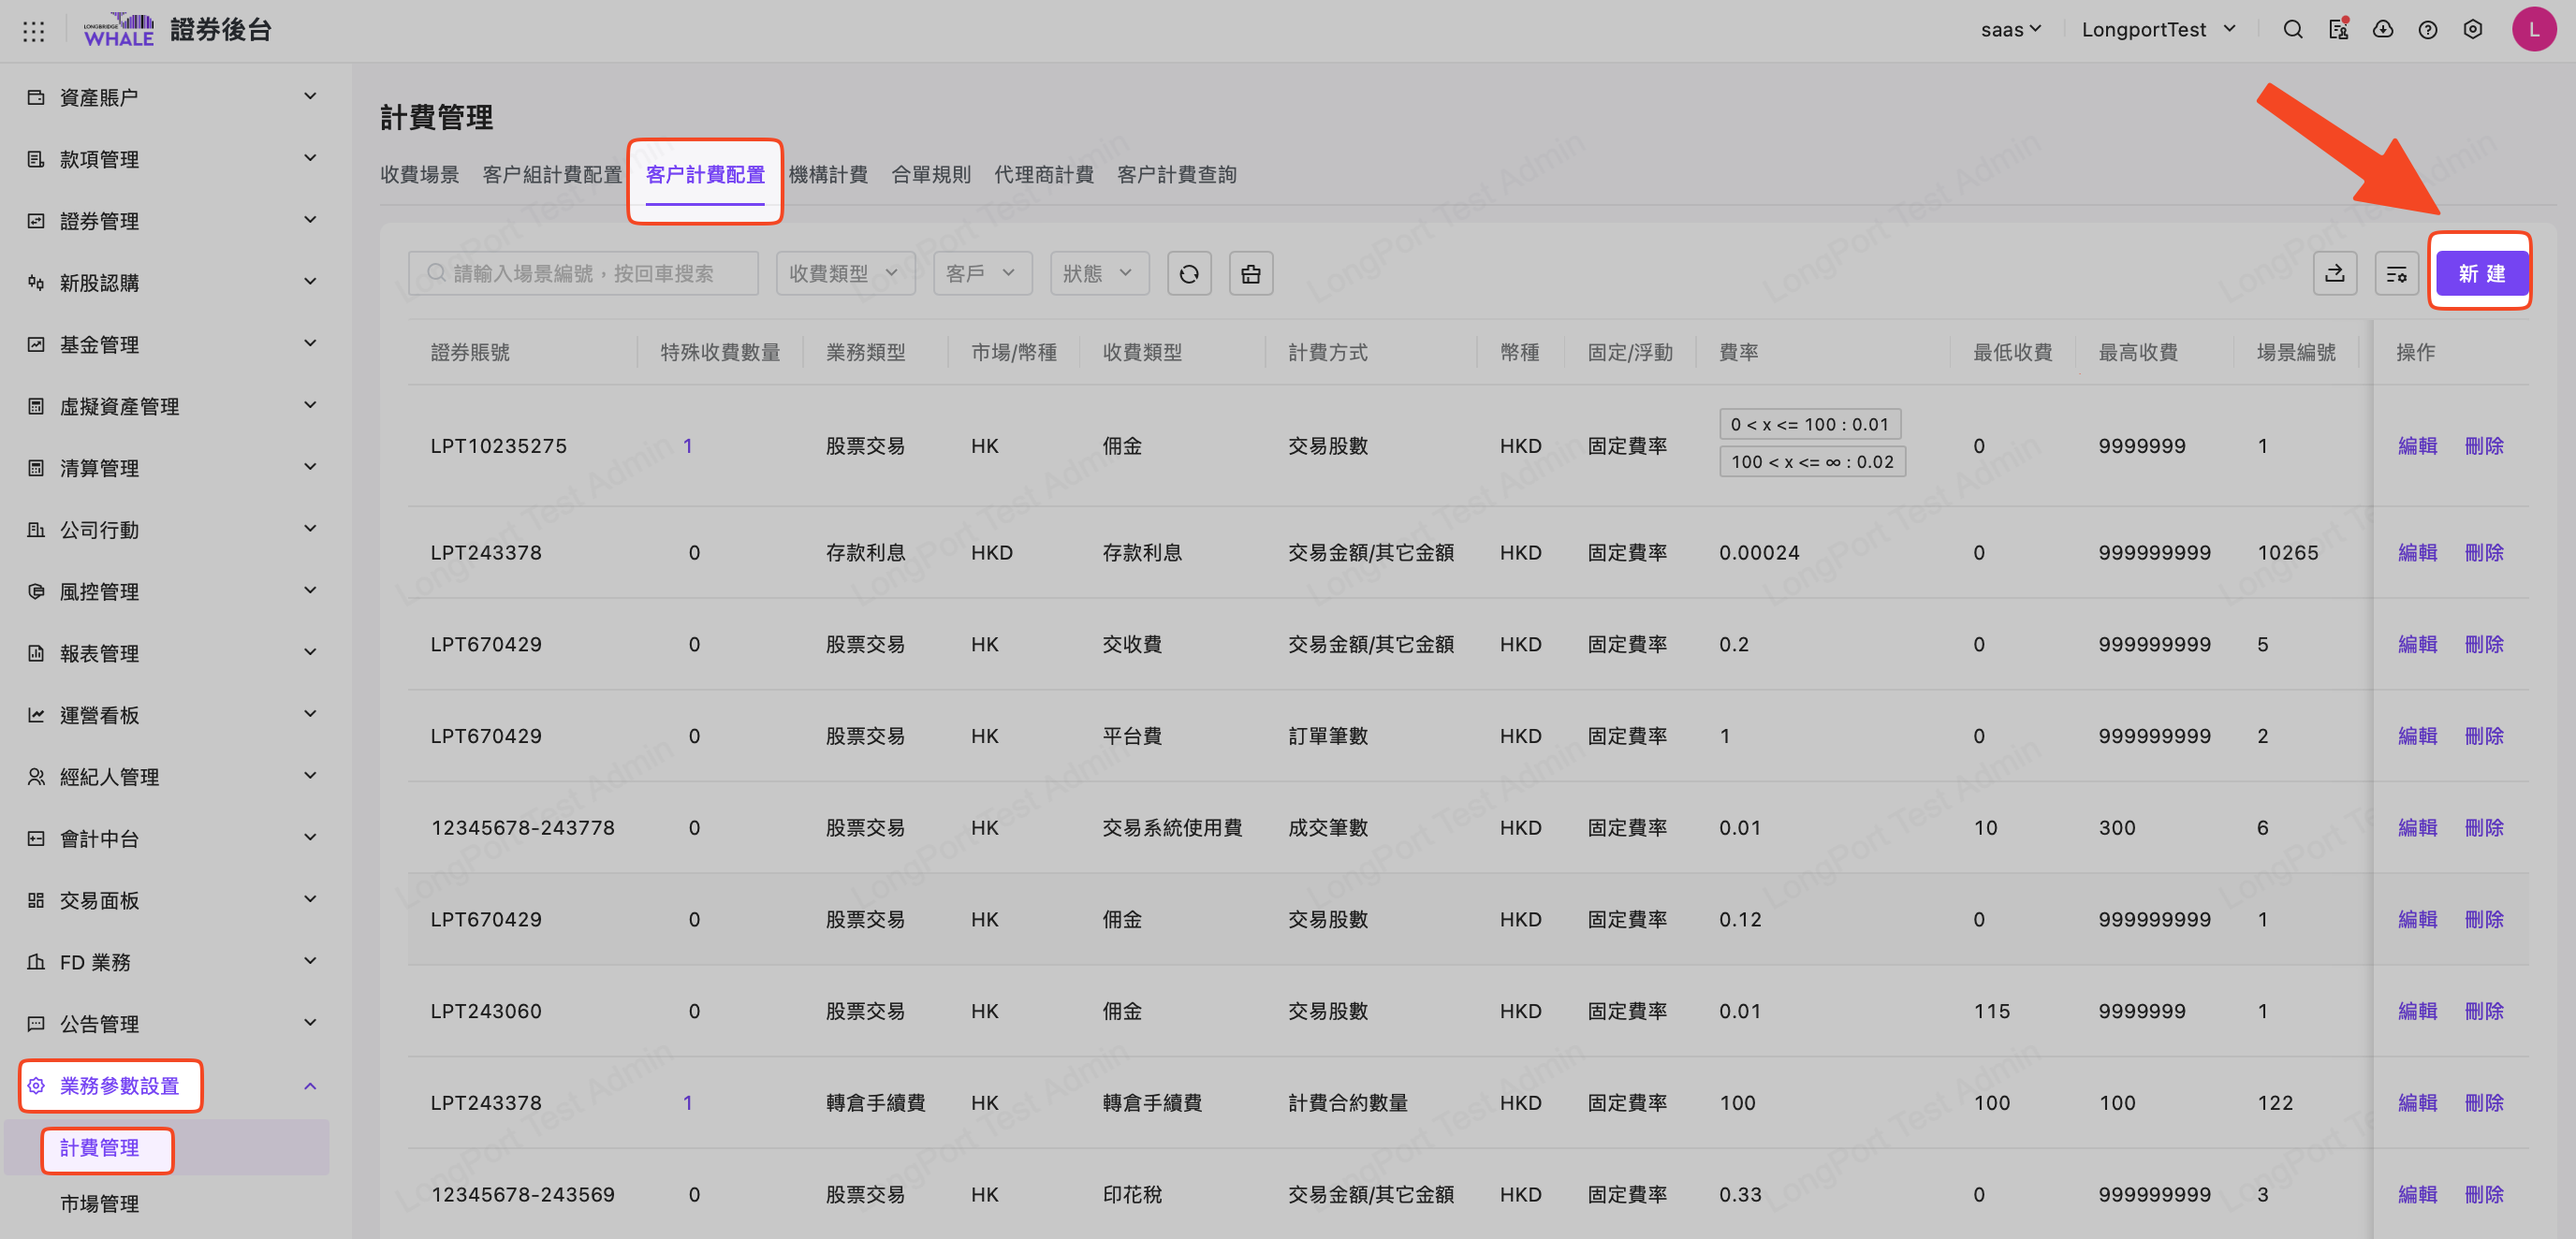 LONGBRIDGE
WHALE 證券後台 saas LongportTest L
資產賬户
款項管理
證券管理
新股認購
基金管理
虛擬資產管理
清算管理
公司行動
風控管理
報表管理
運營看板
經紀人管理
會計中台
交易面板
FD 業務
公告管理
業務參數設置
計費管理
市場管理
計費管理
收費場景 客户組計費配置 客户計費配置 機構計費 合單規則 代理商計費 客户計費查詢
請輸入場景編號，按回車搜索 收費類型 客戶 狀態 新 建
證券賬號 特殊收費數量 業務類型 市場/幣種 收費類型 計費方式 幣種 固定/浮動 費率 最低收費 最高收費 場景編號 操作
LPT10235275 1 股票交易 HK 佣金 交易股數 HKD 固定費率 0 < x <= 100 : 0.01 0 9999999 1 編輯 刪除
100 < x <= ∞ : 0.02
LPT243378 0 存款利息 HKD 存款利息 交易金額/其它金額 HKD 固定費率 0.00024 0 999999999 10265 編輯 刪除
LPT670429 0 股票交易 HK 交收費 交易金額/其它金額 HKD 固定費率 0.2 0 999999999 5 編輯 刪除
LPT670429 0 股票交易 HK 平台費 訂單筆數 HKD 固定費率 1 0 999999999 2 編輯 刪除
12345678-243778 0 股票交易 HK 交易系統使用費 成交筆數 HKD 固定費率 0.01 10 300 6 編輯 刪除
LPT670429 0 股票交易 HK 佣金 交易股數 HKD 固定費率 0.12 0 999999999 1 編輯 刪除
LPT243060 0 股票交易 HK 佣金 交易股數 HKD 固定費率 0.01 115 9999999 1 編輯 刪除
LPT243378 1 轉倉手續費 HK 轉倉手續費 計費合約數量 HKD 固定費率 100 100 100 122 編輯 刪除
12345678-243569 0 股票交易 HK 印花稅 交易金額/其它金額 HKD 固定費率 0.33 0 999999999 3 編輯 刪除
LongPort Test Admin